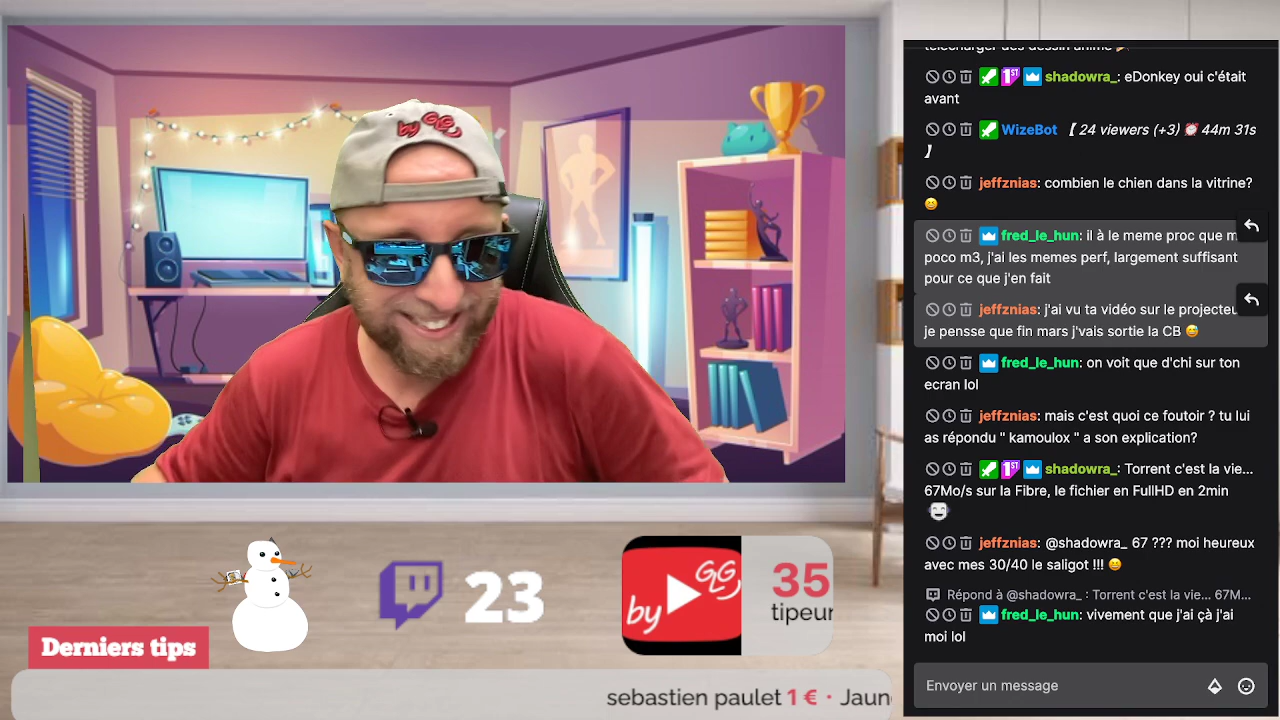 by GG
télécharger des dessin animé
shadowra_: eDonkey oui c'était
avant
WizeBot 【 24 viewers (+3) ⏰ 44m 31s
】
jeffznias: combien le chien dans la vitrine?
😄
fred_le_hun: il à le meme proc que m
poco m3, j'ai les memes perf, largement suffisant
pour ce que j'en fait
jeffznias: j'ai vu ta vidéo sur le projecteu
je pensse que fin mars j'vais sortie la CB 😅
fred_le_hun: on voit que d'chi sur ton
ecran lol
jeffznias: mais c'est quoi ce foutoir ? tu lui
as répondu " kamoulox " a son explication?
shadowra_: Torrent c'est la vie...
67Mo/s sur la Fibre, le fichier en FullHD en 2min
jeffznias: @shadowra_ 67 ??? moi heureux
avec mes 30/40 le saligot !!! 😄
Répond à @shadowra_ : Torrent c'est la vie... 67M...
fred_le_hun: vivement que j'ai çà j'ai
moi lol
Envoyer un message
23
by GG
35
tipeur
Derniers tips
sebastien paulet 1 € · Jaun